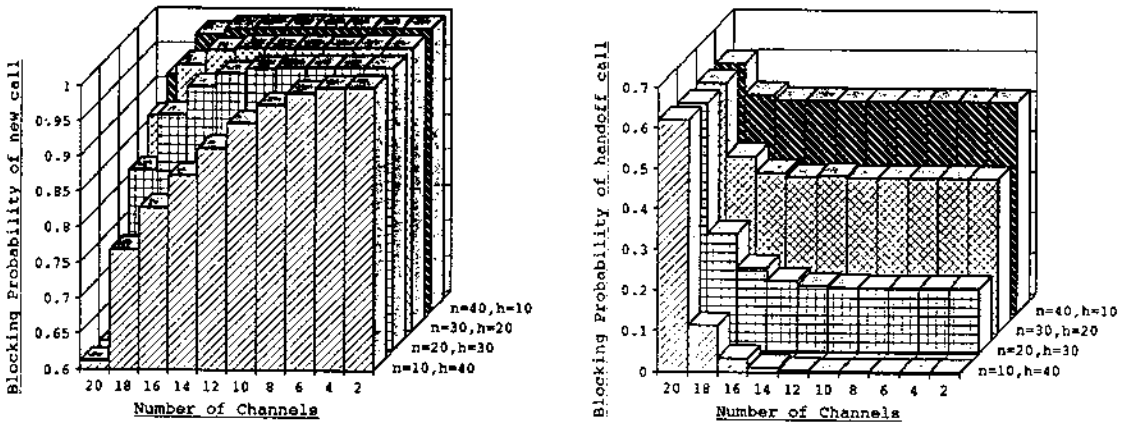 Blocking Probability of new call
1
0.95
0.9
0.85
0.8
0.75
0.7
0.65
0.6
20 18 16 14 12 10 8 6 4 2
Number of Channels
n=40,h=10
n=30,h=20
n=20,h=30
n=10,h=40
Blocking Probability of handoff call
0.7
0.6
0.5
0.4
0.3
0.2
0.1
0
20 18 16 14 12 10 8 6 4 2
Number of Channels
n=40,h=10
n=30,h=20
n=20,h=30
n=10,h=40